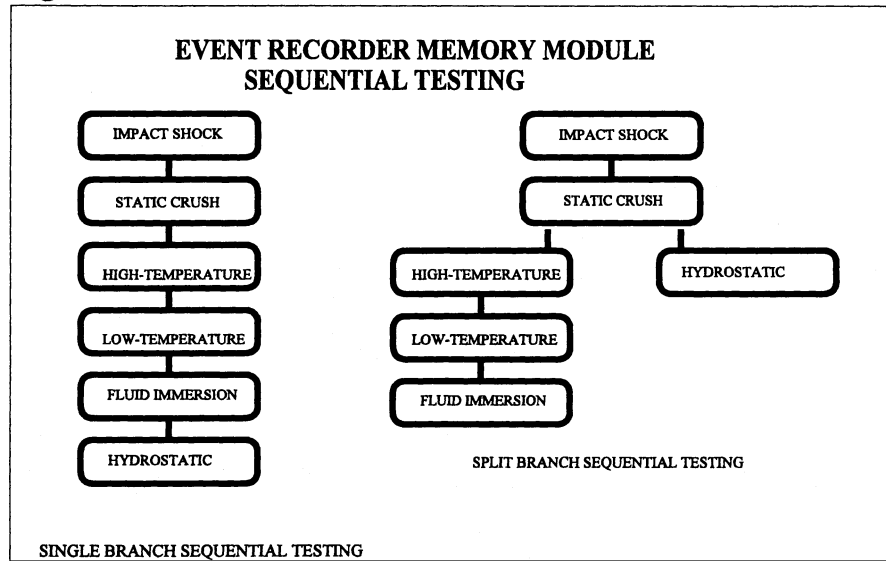 EVENT RECORDER MEMORY MODULE
SEQUENTIAL TESTING
IMPACT SHOCK
STATIC CRUSH
HIGH-TEMPERATURE
LOW-TEMPERATURE
FLUID IMMERSION
HYDROSTATIC
SINGLE BRANCH SEQUENTIAL TESTING
IMPACT SHOCK
STATIC CRUSH
HIGH-TEMPERATURE
HYDROSTATIC
LOW-TEMPERATURE
FLUID IMMERSION
SPLIT BRANCH SEQUENTIAL TESTING